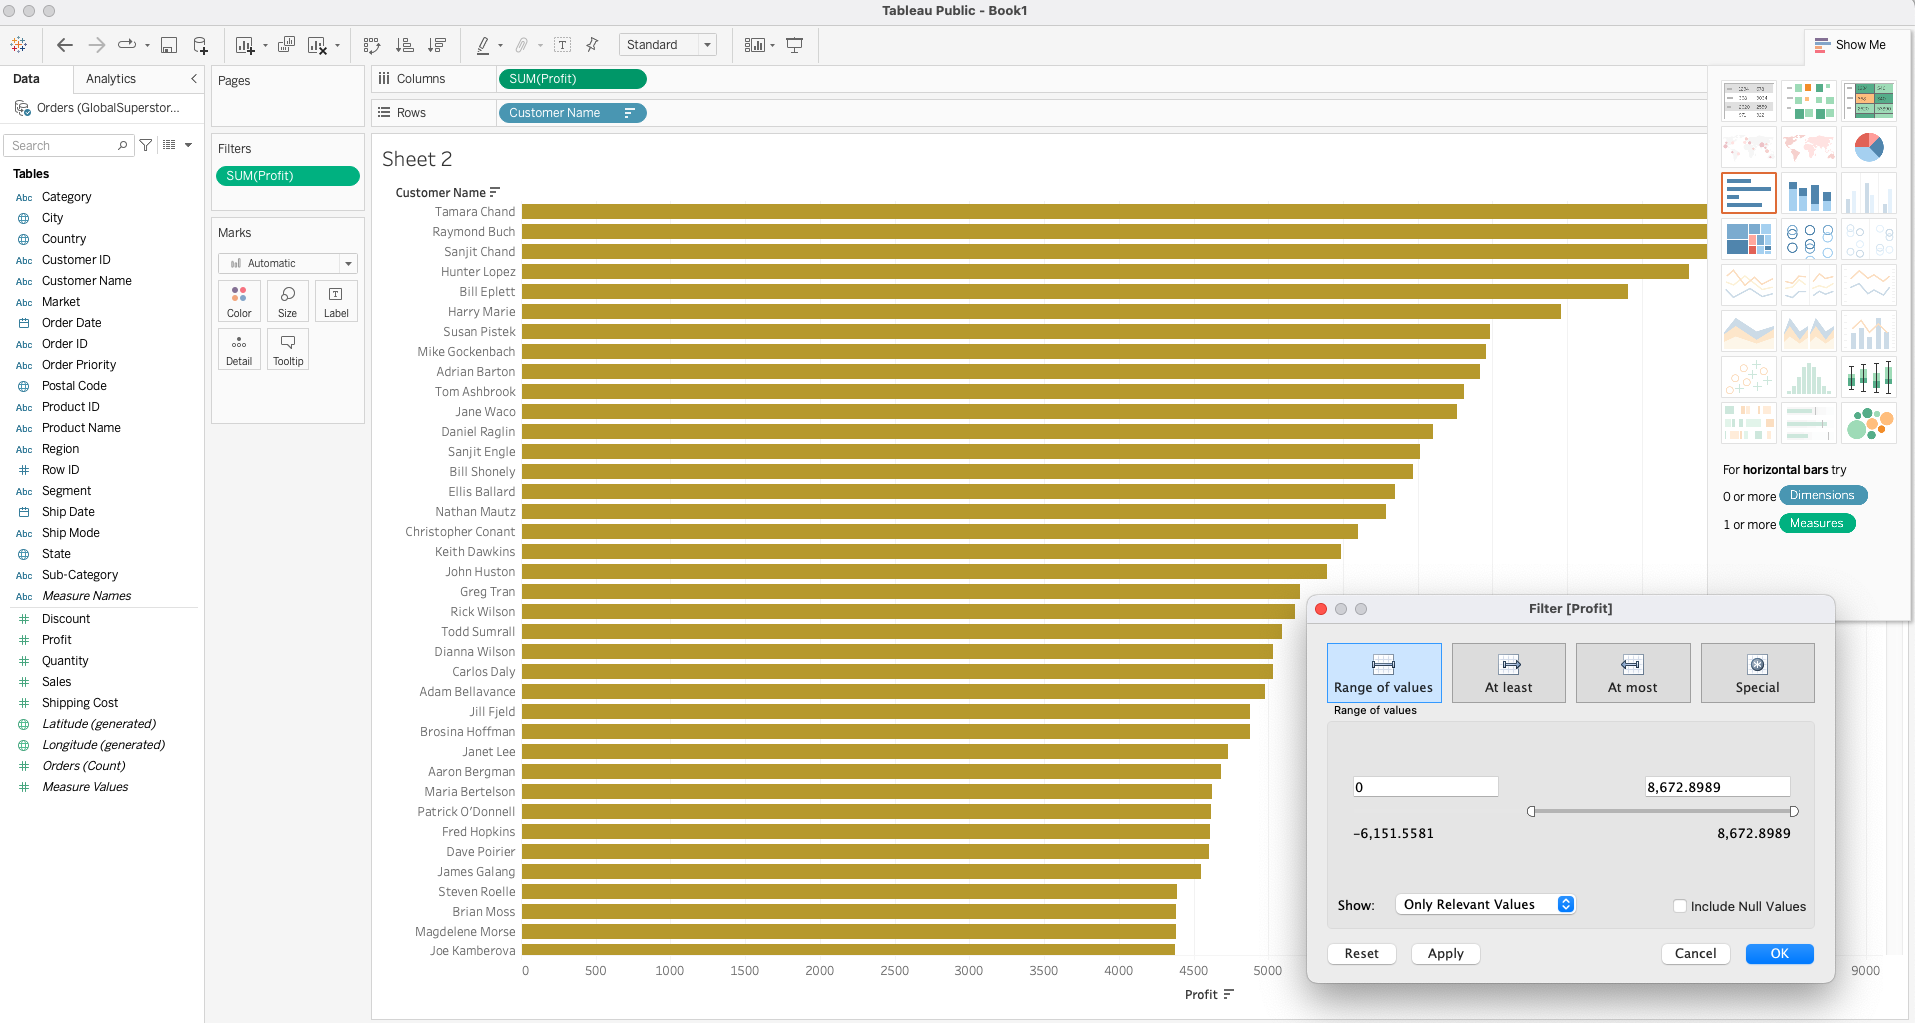 Tableau Public - Book1
Standard
Show Me
Data
Analytics
Orders (GlobalSuperstor...
Search
Tables
Abc Category
City
Country
Abc Customer ID
Abc Customer Name
Abc Market
Order Date
Abc Order ID
Abc Order Priority
Postal Code
Abc Product ID
Abc Product Name
Abc Region
Row ID
Abc Segment
Ship Date
Abc Ship Mode
State
Abc Sub-Category
Abc Measure Names
Discount
Profit
Quantity
Sales
Shipping Cost
Latitude (generated)
Longitude (generated)
Orders (Count)
Measure Values
Pages
Filters
SUM(Profit)
Marks
Automatic
Color
Size
Label
Detail
Tooltip
Columns
SUM(Profit)
Rows
Customer Name
Sheet 2
Customer Name
Tamara Chand
Raymond Buch
Sanjit Chand
Hunter Lopez
Bill Eplett
Harry Marie
Susan Pistek
Mike Gockenbach
Adrian Barton
Tom Ashbrook
Jane Waco
Daniel Raglin
Sanjit Engle
Bill Shonely
Ellis Ballard
Nathan Mautz
Christopher Conant
Keith Dawkins
John Huston
Greg Tran
Rick Wilson
Todd Sumrall
Dianna Wilson
Carlos Daly
Adam Bellavance
Jill Fjeld
Brosina Hoffman
Janet Lee
Aaron Bergman
Maria Bertelson
Patrick O'Donnell
Fred Hopkins
Dave Poirier
James Galang
Steven Roelle
Brian Moss
Magdelene Morse
Joe Kamberova
0 500 1000 1500 2000 2500 3000 3500 4000 4500 5000 9000
Profit
For horizontal bars try
0 or more Dimensions
1 or more Measures
Filter [Profit]
Range of values
At least
At most
Special
Range of values
0
8,672.8989
-6,151.5581
8,672.8989
Show:
Only Relevant Values
Include Null Values
Reset
Apply
Cancel
OK